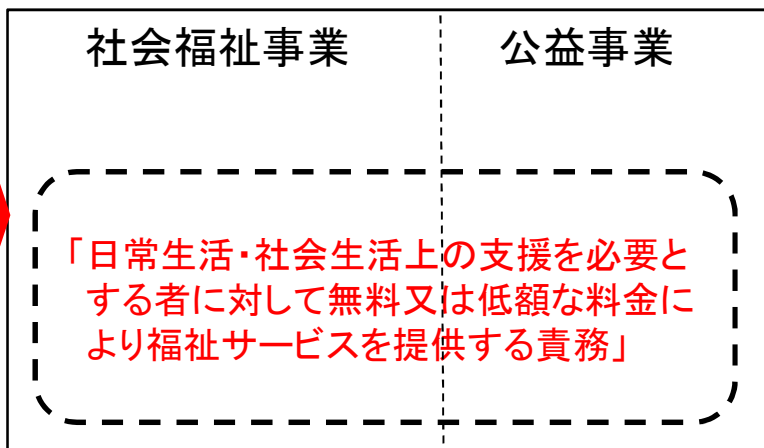 社会福祉事業
公益事業
「日常生活・社会生活上の支援を必要と
する者に対して無料又は低額な料金に
より福祉サービスを提供する責務」